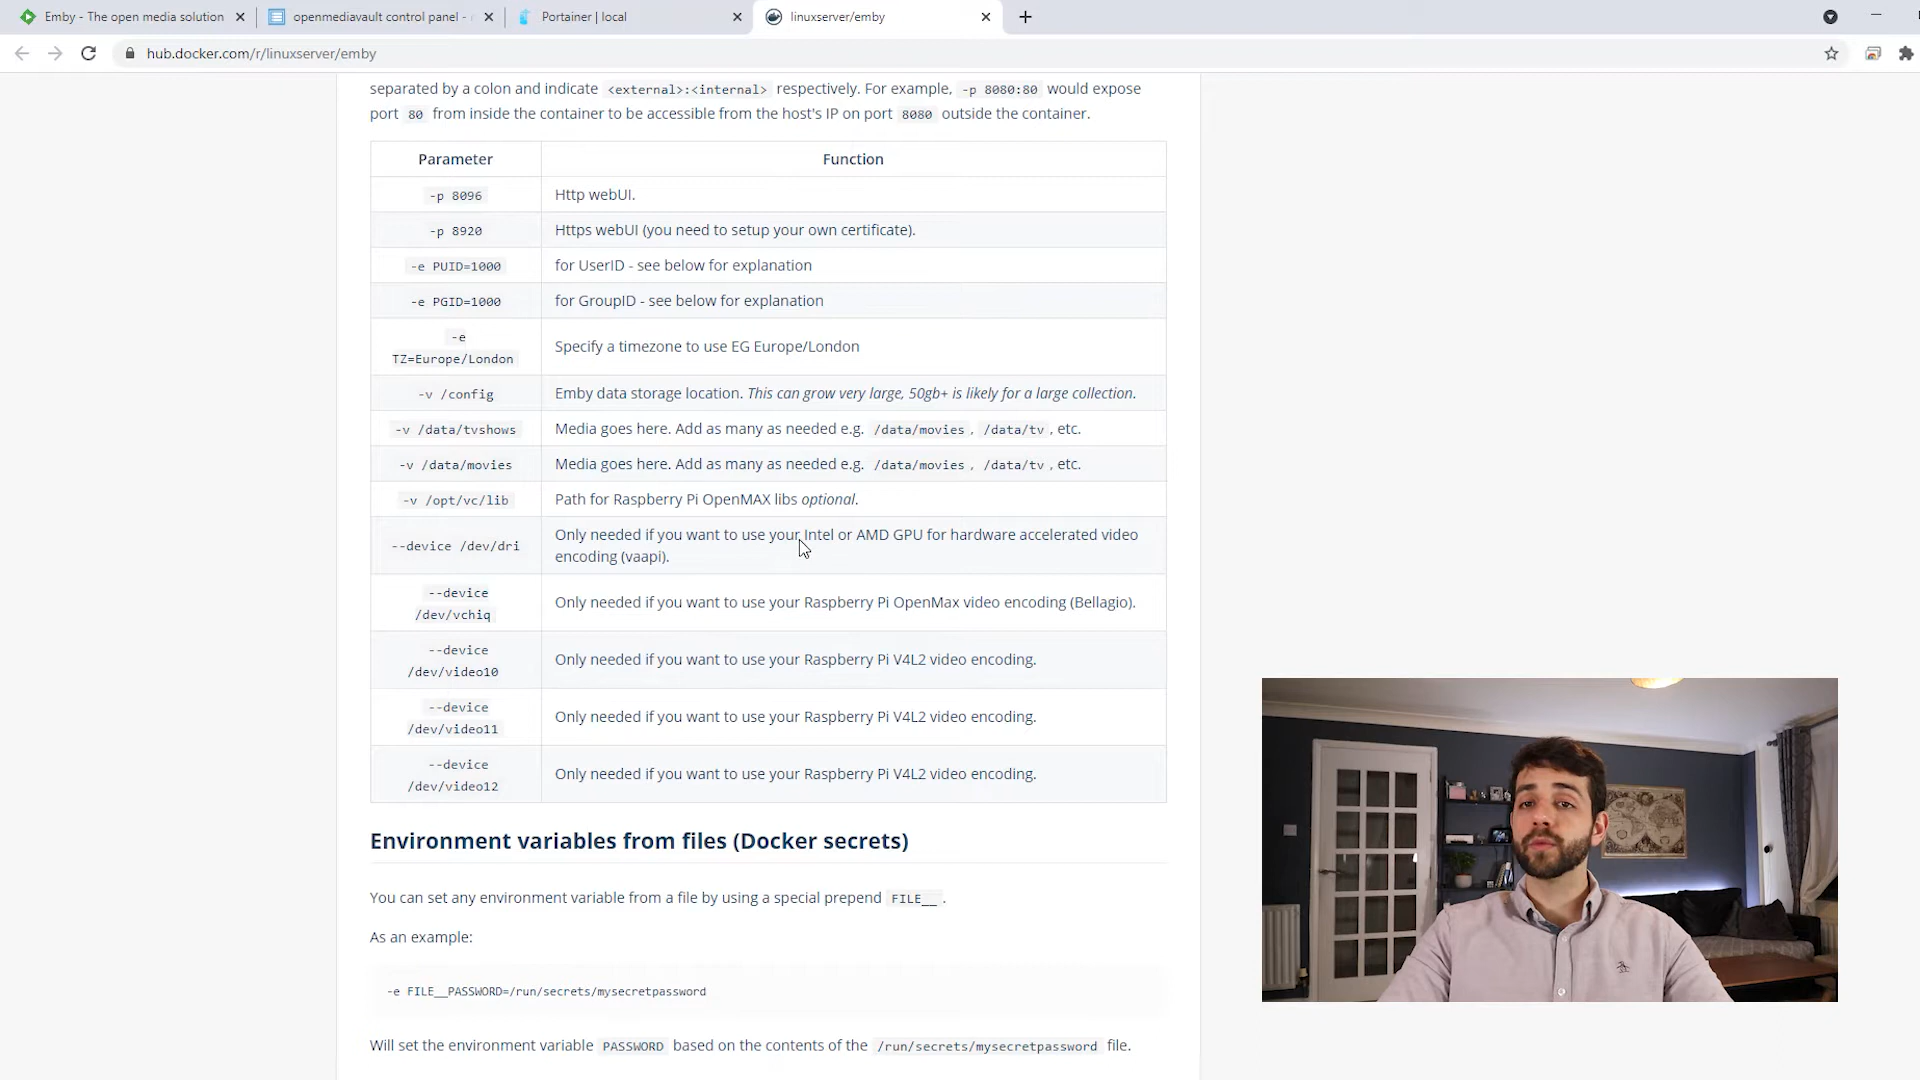 Emby - The open media solution
openmediavault control panel -
Portainer | local
linuxserver/emby
hub.docker.com/r/linuxserver/emby
separated by a colon and indicate <external>:<internal> respectively. For example, -p 8080:80 would expose
port 80 from inside the container to be accessible from the host's IP on port 8080 outside the container.
Parameter Function
-p 8096 Http webUI.
-p 8920 Https webUI (you need to setup your own certificate).
-e PUID=1000 for UserID - see below for explanation
-e PGID=1000 for GroupID - see below for explanation
-e
TZ=Europe/London
Specify a timezone to use EG Europe/London
-v /config Emby data storage location. This can grow very large, 50gb+ is likely for a large collection.
-v /data/tvshows Media goes here. Add as many as needed e.g. /data/movies , /data/tv , etc.
-v /data/movies Media goes here. Add as many as needed e.g. /data/movies , /data/tv , etc.
-v /opt/vc/lib Path for Raspberry Pi OpenMAX libs optional.
--device /dev/dri
Only needed if you want to use your Intel or AMD GPU for hardware accelerated video
encoding (vaapi).
--device
/dev/vchiq
Only needed if you want to use your Raspberry Pi OpenMax video encoding (Bellagio).
--device
/dev/video10
Only needed if you want to use your Raspberry Pi V4L2 video encoding.
--device
/dev/video11
Only needed if you want to use your Raspberry Pi V4L2 video encoding.
--device
/dev/video12
Only needed if you want to use your Raspberry Pi V4L2 video encoding.
Environment variables from files (Docker secrets)
You can set any environment variable from a file by using a special prepend FILE__ .
As an example:
-e FILE__PASSWORD=/run/secrets/mysecretpassword
Will set the environment variable PASSWORD based on the contents of the /run/secrets/mysecretpassword file.